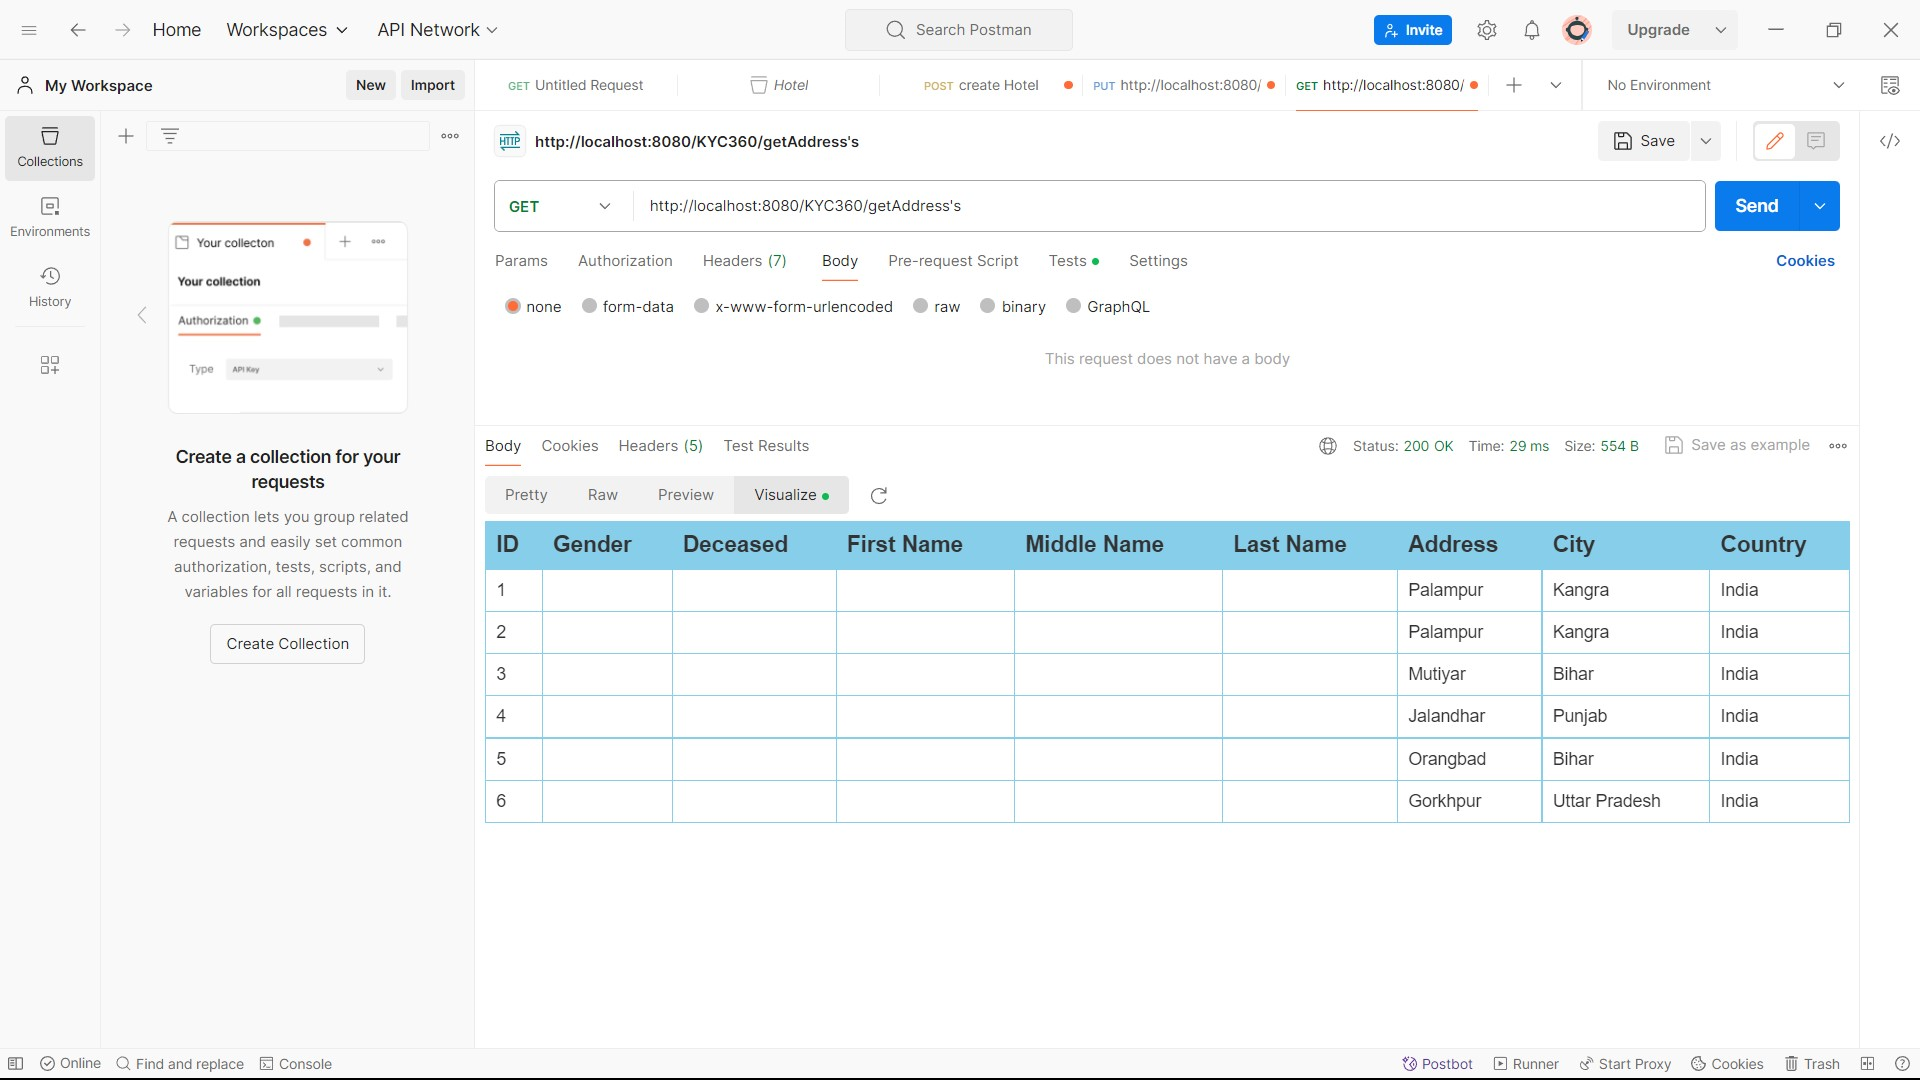 Home Workspaces API Network Search Postman Invite Upgrade
My Workspace New Import GET Untitled Request Hotel POST create Hotel PUT http://localhost:8080/ GET http://localhost:8080/ No Environment
Collections
Environments
History
Your collecton
Your collection
Authorization
Type API Key
Create a collection for your
requests
A collection lets you group related
requests and easily set common
authorization, tests, scripts, and
variables for all requests in it.
Create Collection
HTTP http://localhost:8080/KYC360/getAddress's Save
GET http://localhost:8080/KYC360/getAddress's Send
Params Authorization Headers (7) Body Pre-request Script Tests Settings Cookies
none form-data x-www-form-urlencoded raw binary GraphQL
This request does not have a body
Body Cookies Headers (5) Test Results Status: 200 OK Time: 29 ms Size: 554 B Save as example
Pretty Raw Preview Visualize
ID Gender Deceased First Name Middle Name Last Name Address City Country
1 Palampur Kangra India
2 Palampur Kangra India
3 Mutiyar Bihar India
4 Jalandhar Punjab India
5 Orangbad Bihar India
6 Gorkhpur Uttar Pradesh India
Online Find and replace Console Postbot Runner Start Proxy Cookies Trash